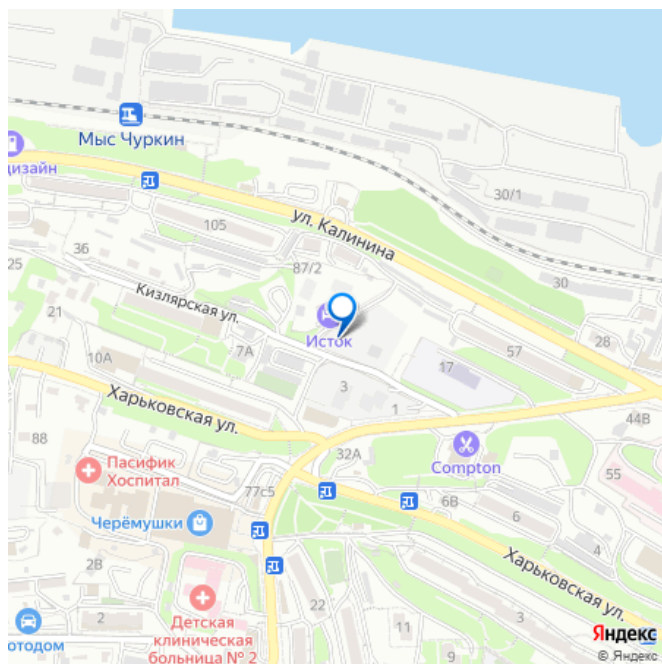 Мыс Чуркин
дизайн
30/1
105
ул. Калинина
36
87/2
25
30
Кизлярская ул.
21
Исток
28
7А
57
10А
17
3
Харьковская ул.
1
44В
88
32А
Compton
55
Пасифик
Хоспитал
77с5
6В
6
Черёмушки
4
2В
Харьковская ул.
22
2
3
Детская
клиническая
больница № 2
отодом
11
9
Яндекс
© Яндекс